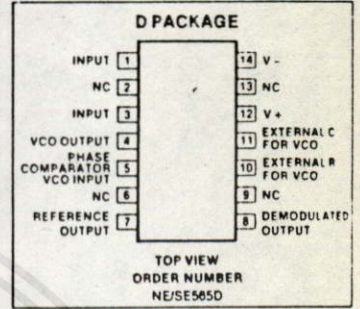 D PACKAGE
INPUT 1
NC 2
INPUT 3
VCO OUTPUT 4
PHASE
COMPARATOR 5
VCO INPUT
NC 6
REFERENCE 7
OUTPUT
14 V -
13 NC
12 V +
11 EXTERNAL C
FOR VCO
10 EXTERNAL R
FOR VCO
9 NC
8 DEMODULATED
OUTPUT
TOP VIEW
ORDER NUMBER
NE/SE565D